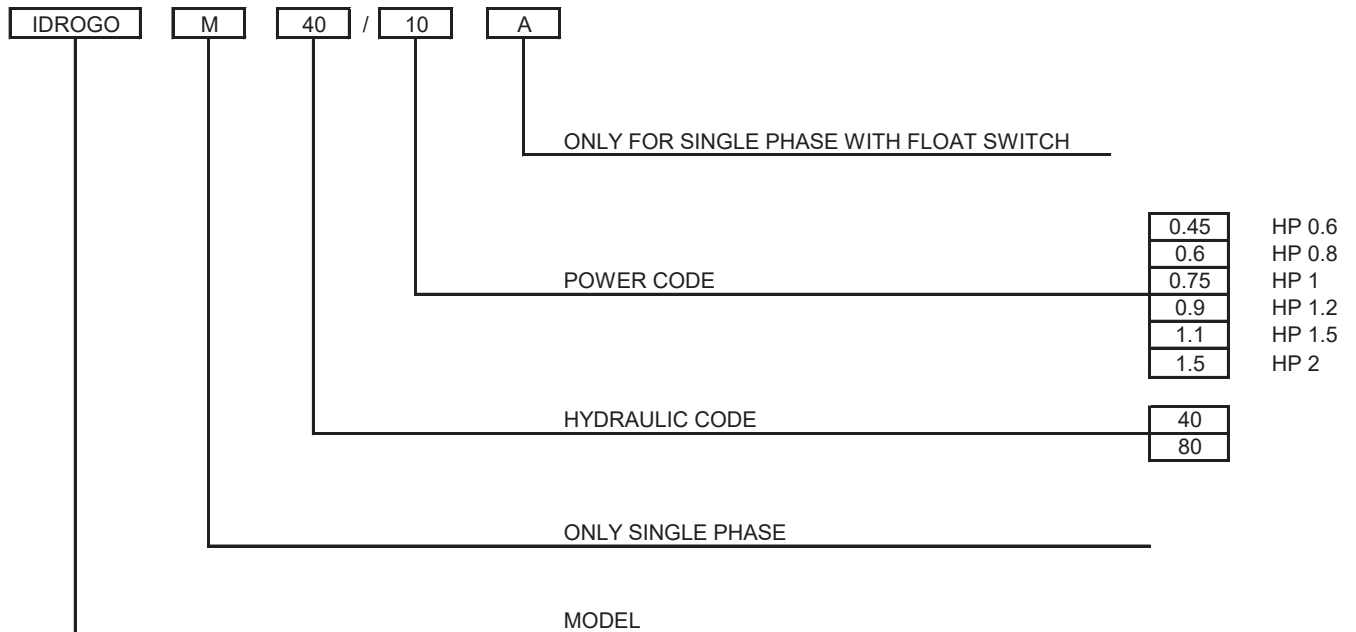 IDROGO M 40 / 10 A
ONLY FOR SINGLE PHASE WITH FLOAT SWITCH
0.45 HP 0.6
0.6 HP 0.8
POWER CODE 0.75 HP 1
0.9 HP 1.2
1.1 HP 1.5
1.5 HP 2
HYDRAULIC CODE 40
80
ONLY SINGLE PHASE
MODEL